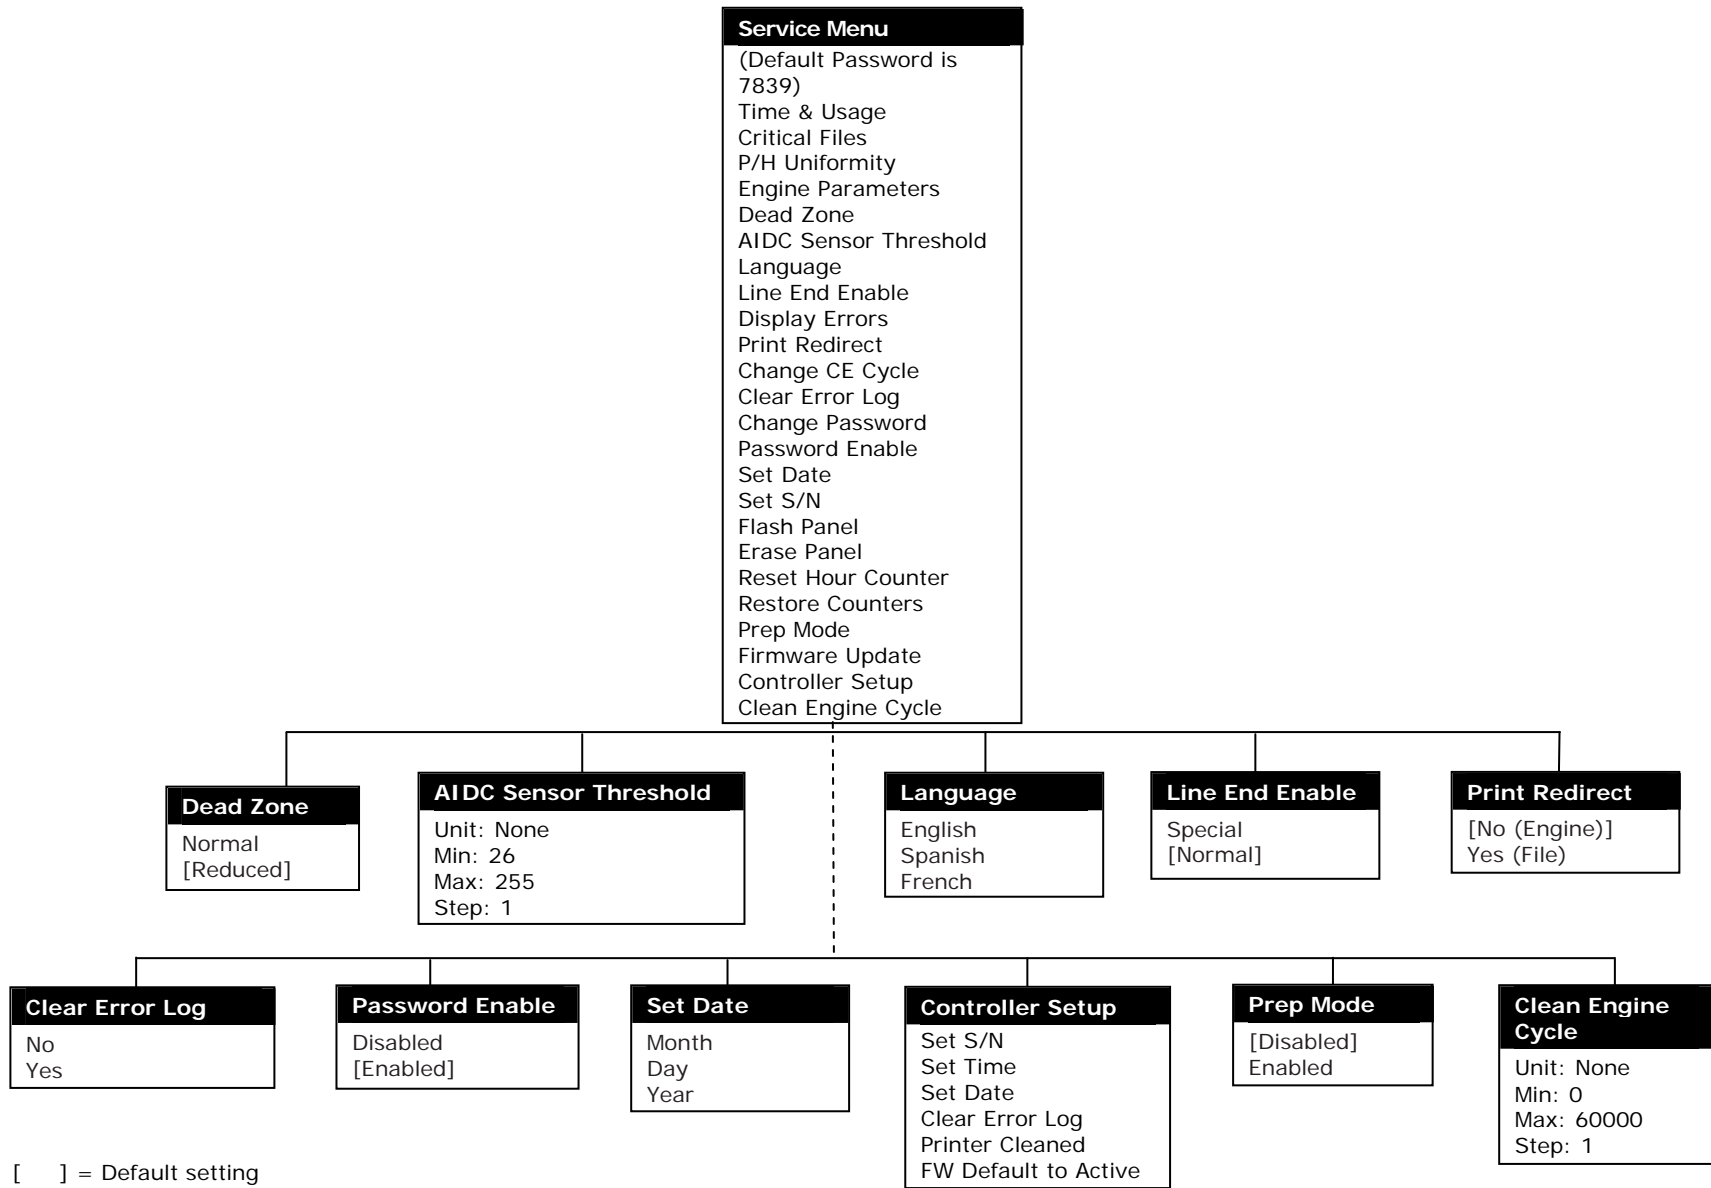 Service Menu
(Default Password is
7839)
Time & Usage
Critical Files
P/H Uniformity
Engine Parameters
Dead Zone
AIDC Sensor Threshold
Language
Line End Enable
Display Errors
Print Redirect
Change CE Cycle
Clear Error Log
Change Password
Password Enable
Set Date
Set S/N
Flash Panel
Erase Panel
Reset Hour Counter
Restore Counters
Prep Mode
Firmware Update
Controller Setup
Clean Engine Cycle
Dead Zone
Normal
[Reduced]
AIDC Sensor Threshold
Unit: None
Min: 26
Max: 255
Step: 1
Language
English
Spanish
French
Line End Enable
Special
[Normal]
Print Redirect
[No (Engine)]
Yes (File)
Clear Error Log
No
Yes
Password Enable
Disabled
[Enabled]
Set Date
Month
Day
Year
Controller Setup
Set S/N
Set Time
Set Date
Clear Error Log
Printer Cleaned
FW Default to Active
Prep Mode
[Disabled]
Enabled
Clean Engine
Cycle
Unit: None
Min: 0
Max: 60000
Step: 1
[ ] = Default setting